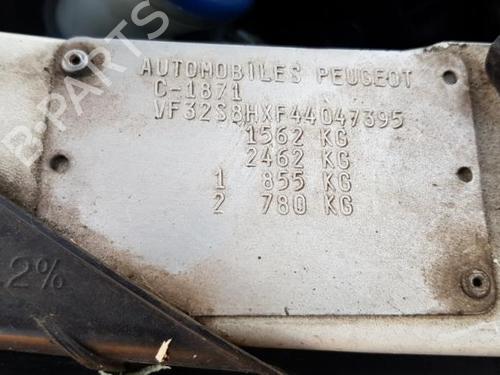 AUTOMOBILES PEUGEOT
C-1871
VF32S8HXF44047395
1562 KG
2462 KG
1 855 KG
2 780 KG
2%
B-PARTS